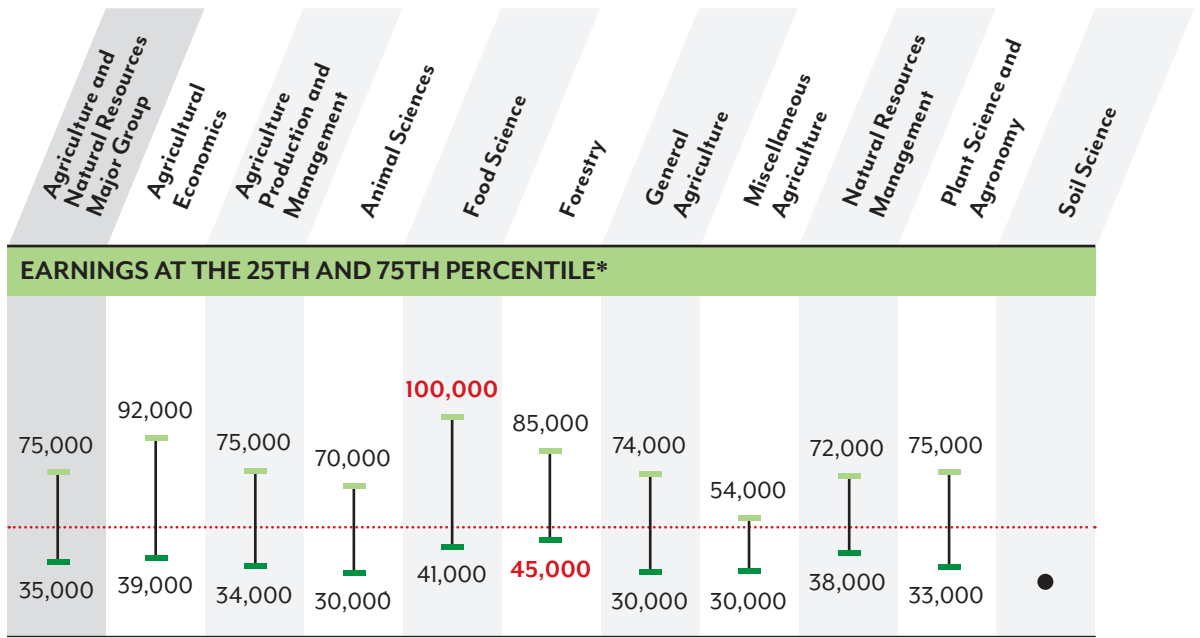 Agriculture and
Natural Resources
Major Group
Agricultural
Economics
Agriculture
Production and
Management
Animal Sciences
Food Science
Forestry
General
Agriculture
Miscellaneous
Agriculture
Natural Resources
Management
Plant Science and
Agronomy
Soil Science
EARNINGS AT THE 25TH AND 75TH PERCENTILE*
75,000
92,000
75,000
70,000
100,000
85,000
74,000
54,000
72,000
75,000
35,000
39,000
34,000
30,000
41,000
45,000
30,000
30,000
38,000
33,000